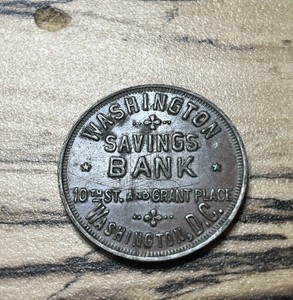 WASHINGTON
SAVINGS
BANK
10TH ST. AND GRANT PLACE
WASHINGTON, D.C.